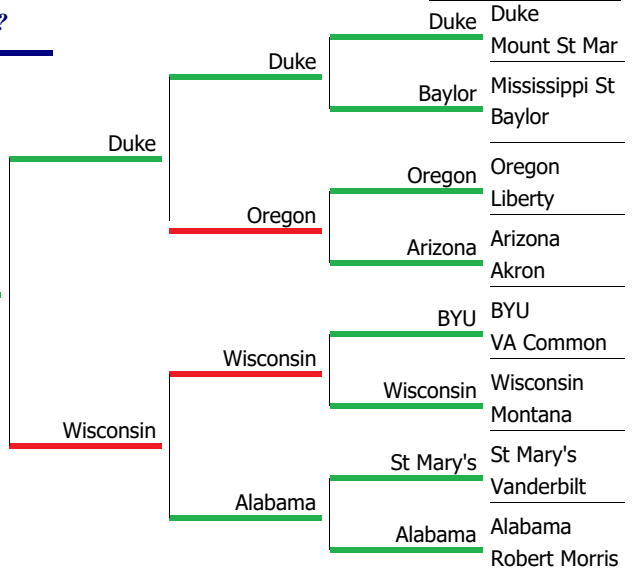 ?
Duke
Duke
Mount St Mar
Duke
Baylor
Mississippi St
Baylor
Duke
Oregon
Oregon
Liberty
Oregon
Arizona
Arizona
Akron
BYU
BYU
VA Common
Wisconsin
Wisconsin
Wisconsin
Montana
Wisconsin
St Mary's
St Mary's
Vanderbilt
Alabama
Alabama
Alabama
Robert Morris